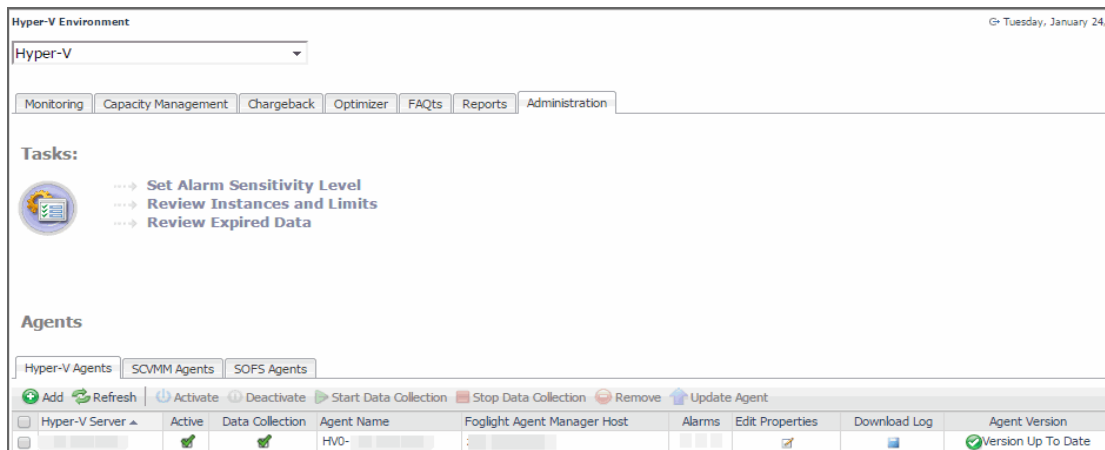 Hyper-V Environment
Tuesday, January 24,
Hyper-V
Monitoring Capacity Management Chargeback Optimizer FAQts Reports Administration
Tasks:
Set Alarm Sensitivity Level
Review Instances and Limits
Review Expired Data
Agents
Hyper-V Agents SCVMM Agents SOFS Agents
Add Refresh Activate Deactivate Start Data Collection Stop Data Collection Remove Update Agent
Hyper-V Server Active Data Collection Agent Name Foglight Agent Manager Host Alarms Edit Properties Download Log Agent Version
HV0- Version Up To Date